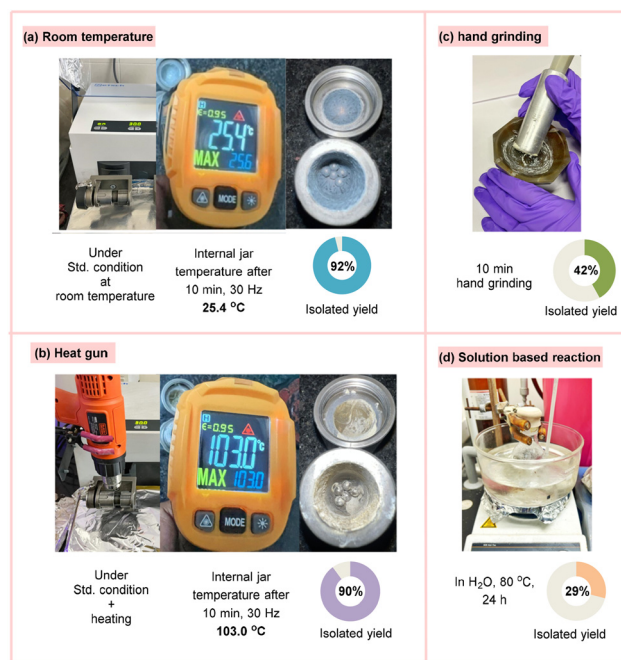 (a) Room temperature
ε=0.95
25.4°C
MAX 25.6
MODE
Under
Std. condition
at
room temperature
Internal jar
temperature after
10 min, 30 Hz
25.4 °C
92%
Isolated yield
(c) hand grinding
10 min
hand grinding
42%
Isolated yield
(b) Heat gun
ε=0.95
103.0°C
MAX 103.0
MODE
Under
Std. condition
+
heating
Internal jar
temperature after
10 min, 30 Hz
103.0 °C
90%
Isolated yield
(d) Solution based reaction
In H₂O, 80 °C,
24 h
29%
Isolated yield